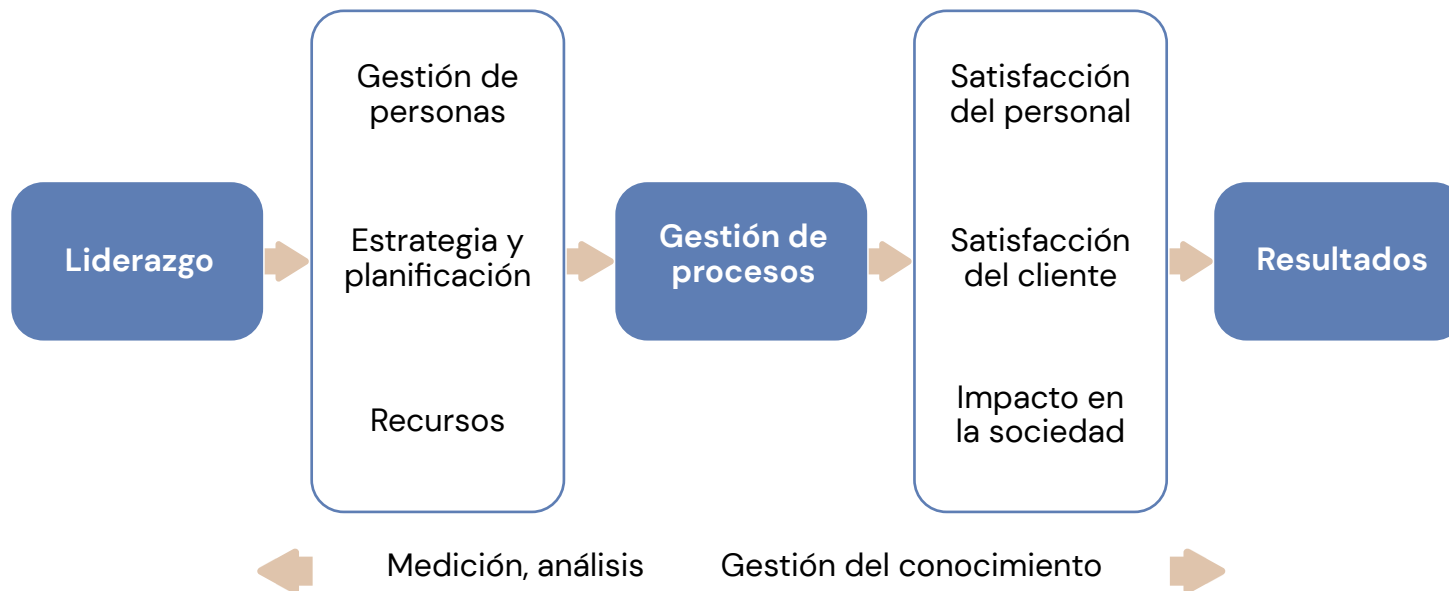 Liderazgo
Gestión de
personas
Estrategia y
planificación
Recursos
Gestión de
procesos
Satisfacción
del personal
Satisfacción
del cliente
Impacto en
la sociedad
Resultados
Medición, análisis
Gestión del conocimiento